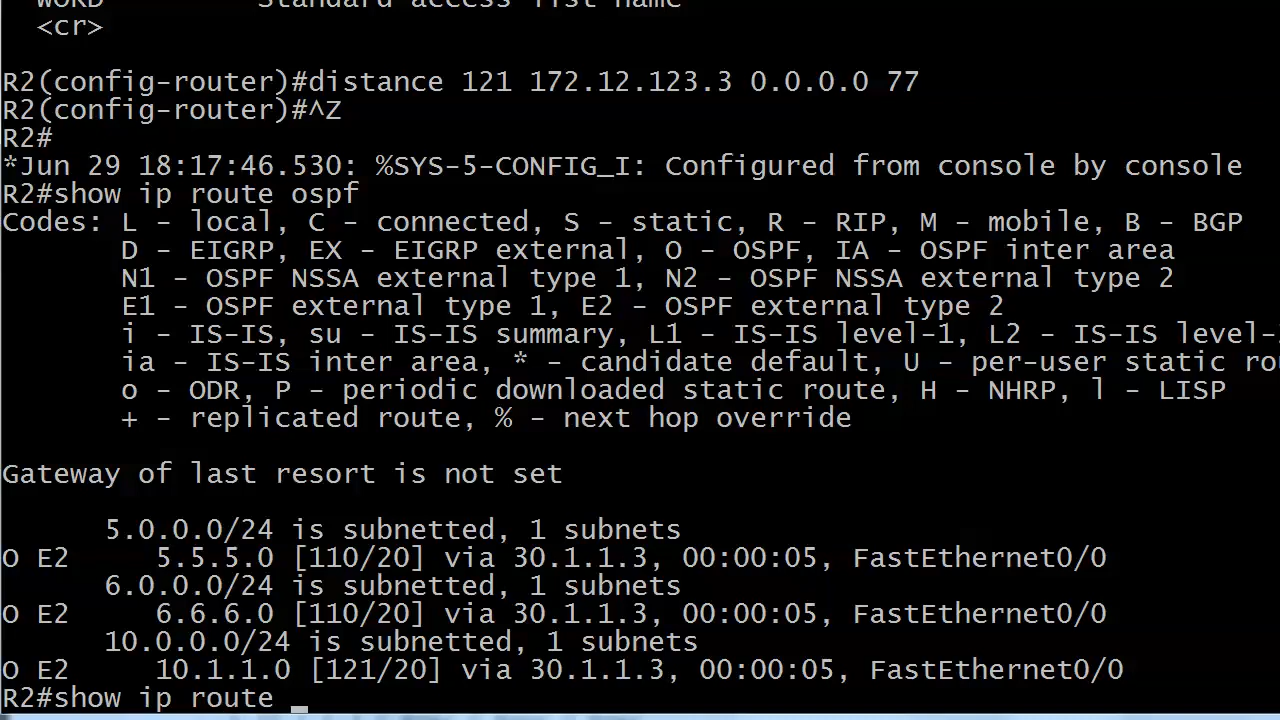 WORD Standard access-list name
<cr>
R2(config-router)#distance 121 172.12.123.3 0.0.0.0 77
R2(config-router)#^Z
R2#
*Jun 29 18:17:46.530: %SYS-5-CONFIG_I: Configured from console by console
R2#show ip route ospf
Codes: L - local, C - connected, S - static, R - RIP, M - mobile, B - BGP
D - EIGRP, EX - EIGRP external, O - OSPF, IA - OSPF inter area
N1 - OSPF NSSA external type 1, N2 - OSPF NSSA external type 2
E1 - OSPF external type 1, E2 - OSPF external type 2
i - IS-IS, su - IS-IS summary, L1 - IS-IS level-1, L2 - IS-IS level-
ia - IS-IS inter area, * - candidate default, U - per-user static ro
o - ODR, P - periodic downloaded static route, H - NHRP, l - LISP
+ - replicated route, % - next hop override
Gateway of last resort is not set
5.0.0.0/24 is subnetted, 1 subnets
O E2 5.5.5.0 [110/20] via 30.1.1.3, 00:00:05, FastEthernet0/0
6.0.0.0/24 is subnetted, 1 subnets
O E2 6.6.6.0 [110/20] via 30.1.1.3, 00:00:05, FastEthernet0/0
10.0.0.0/24 is subnetted, 1 subnets
O E2 10.1.1.0 [121/20] via 30.1.1.3, 00:00:05, FastEthernet0/0
R2#show ip route _